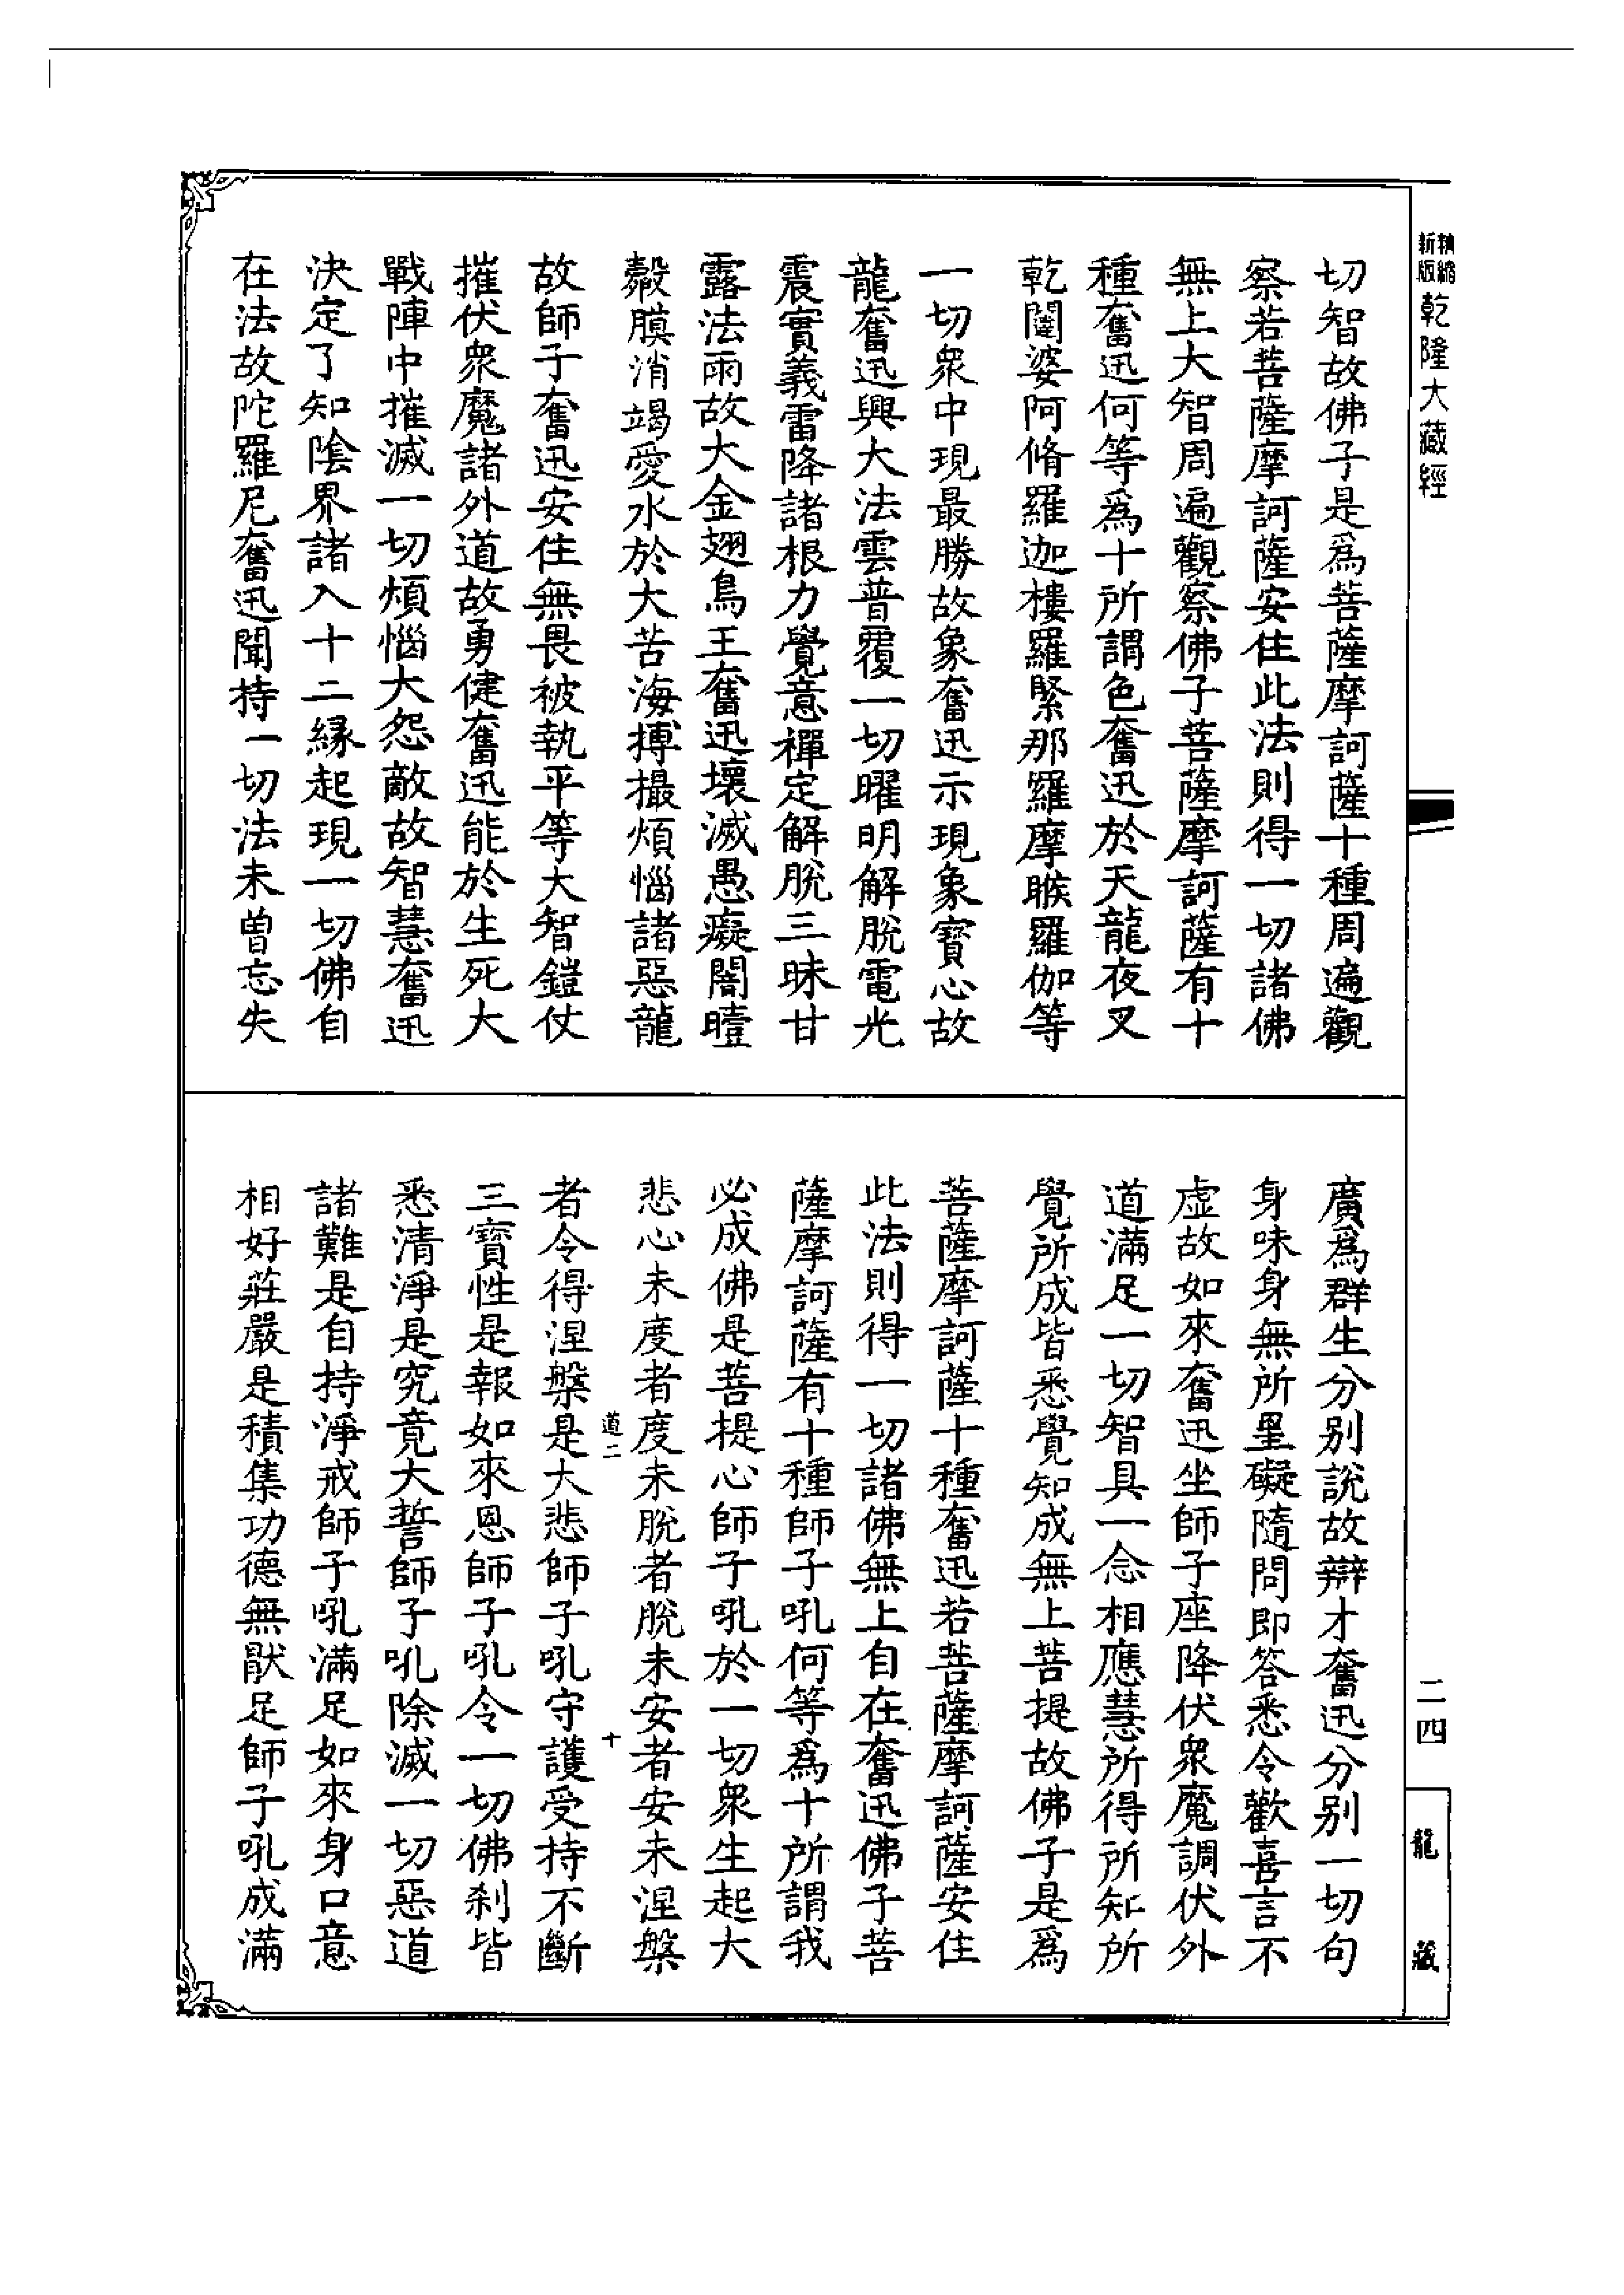 精縮
新版
乾隆大藏經
切智故佛子是爲菩薩摩訶薩十種周遍觀
察若菩薩摩訶薩安住此法則得一切諸佛
無上大智周遍觀察佛子菩薩摩訶薩有十
種奮迅何等爲十所謂色奮迅於天龍夜叉
乾闥婆阿脩羅迦樓羅緊那羅摩睺羅伽等
一切衆中現最勝故象奮迅示現象寶心故
龍奮迅興大法雲普覆一切曜明解脫電光
震實義雷降諸根力覺意禪定解脫三昧甘
露法雨故大金翅鳥王奮迅壞滅愚癡闇曀
㲉膜消竭愛水於大苦海搏撮煩惱諸惡龍
故師子奮迅安住無畏被執平等大智鎧仗
摧伏衆魔諸外道故勇健奮迅能於生死大
戰陣中摧滅一切煩惱大怨敵故智慧奮迅
決定了知陰界諸入十二緣起現一切佛自
在法故陀羅尼奮迅聞持一切法未曾忘失
廣爲群生分别說故辯才奮迅分别一切句
身味身無所罣礙隨問即答悉令歡喜言不
虛故如來奮迅坐師子座降伏衆魔調伏外
道滿足一切智具一念相應慧所得所知所
覺所成皆悉覺知成無上菩提故佛子是爲
菩薩摩訶薩十種奮迅若菩薩摩訶薩安住
此法則得一切諸佛無上自在奮迅佛子菩
薩摩訶薩有十種師子吼何等爲十所謂我
必成佛是菩提心師子吼於一切衆生起大
悲心未度者度未脫者脫未安者安未涅槃
道二 十
者令得涅槃是大悲師子吼守護受持不斷
三寶性是報如來恩師子吼令一切佛刹皆
悉清淨是究竟大誓師子吼除滅一切惡道
諸難是自持淨戒師子吼滿足如來身口意
相好莊嚴是積集功德無猒足師子吼成滿
二四
龍藏